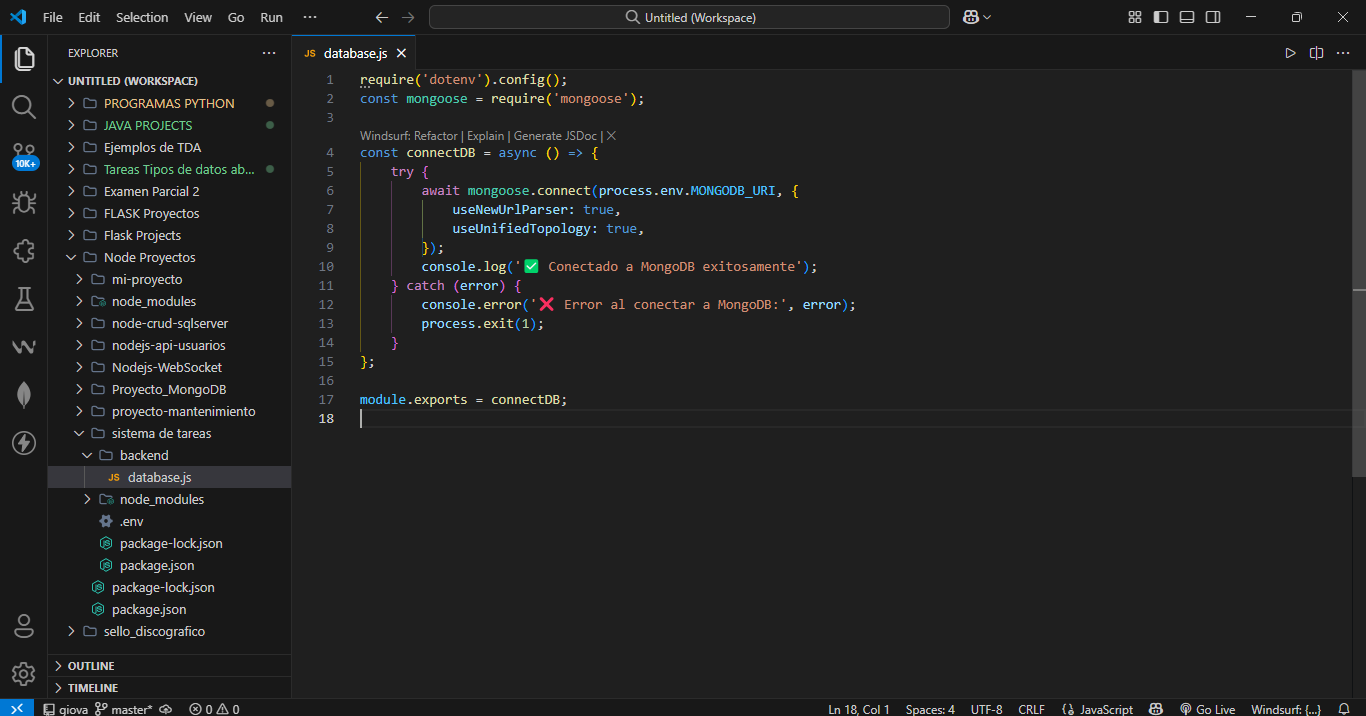 File Edit Selection View Go Run ··· Untitled (Workspace)
EXPLORER ···
UNTITLED (WORKSPACE)
PROGRAMAS PYTHON
JAVA PROJECTS
Ejemplos de TDA
Tareas Tipos de datos ab...
Examen Parcial 2
FLASK Proyectos
Flask Projects
Node Proyectos
mi-proyecto
node_modules
node-crud-sqlserver
nodejs-api-usuarios
Nodejs-WebSocket
Proyecto_MongoDB
proyecto-mantenimiento
sistema de tareas
backend
JS database.js
node_modules
.env
package-lock.json
package.json
package-lock.json
package.json
sello_discografico
OUTLINE
TIMELINE
10K+
JS database.js
1 require('dotenv').config();
2 const mongoose = require('mongoose');
3
Windsurf: Refactor | Explain | Generate JSDoc | ✕
4 const connectDB = async () => {
5     try {
6         await mongoose.connect(process.env.MONGODB_URI, {
7             useNewUrlParser: true,
8             useUnifiedTopology: true,
9         });
10         console.log('✅ Conectado a MongoDB exitosamente');
11     } catch (error) {
12         console.error('❌ Error al conectar a MongoDB:', error);
13         process.exit(1);
14     }
15 };
16
17 module.exports = connectDB;
18
giova master* 0 0 Ln 18, Col 1 Spaces: 4 UTF-8 CRLF {} JavaScript Go Live Windsurf: {...}